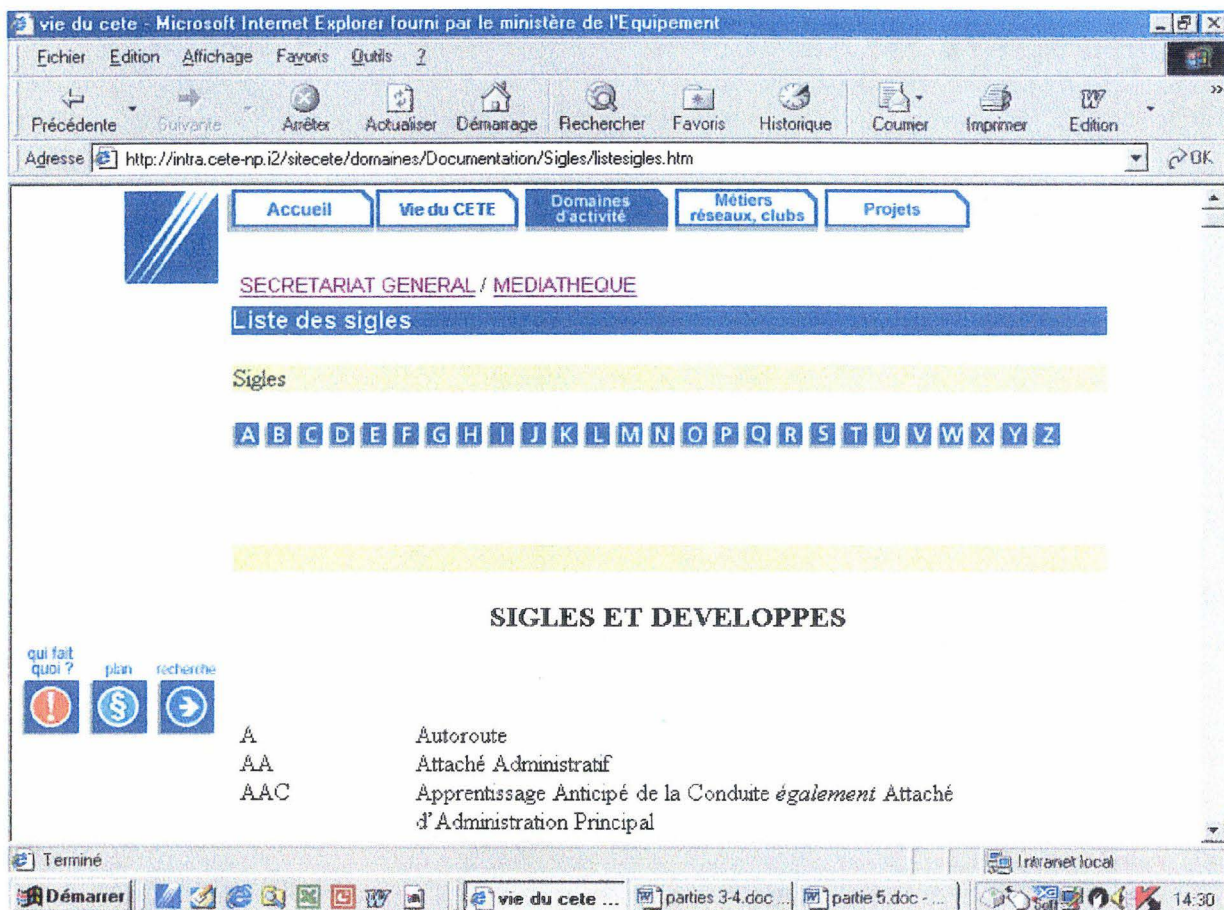 vie du cete - Microsoft Internet Explorer fourni par le ministère de l'Equipement
Fichier Edition Affichage Favoris Outils ?
Précédente Suivante Arrêter Actualiser Démarrage Rechercher Favoris Historique Courrier Imprimer Edition »
Adresse http://intra.cete-np.i2/sitecete/domaines/Documentation/Sigles/listesigles.htm OK
Accueil Vie du CETE Domaines d'activité Métiers réseaux, clubs Projets
SECRETARIAT GENERAL / MEDIATHEQUE
Liste des sigles
Sigles
A B C D E F G H I J K L M N O P Q R S T U V W X Y Z
SIGLES ET DEVELOPPES
qui fait quoi ? plan recherche
A Autoroute
AA Attaché Administratif
AAC Apprentissage Anticipé de la Conduite également Attaché
d'Administration Principal
Terminé Intranet local
Démarrer vie du cete ... parties 3-4.doc ... partie 5.doc - ... 14:30